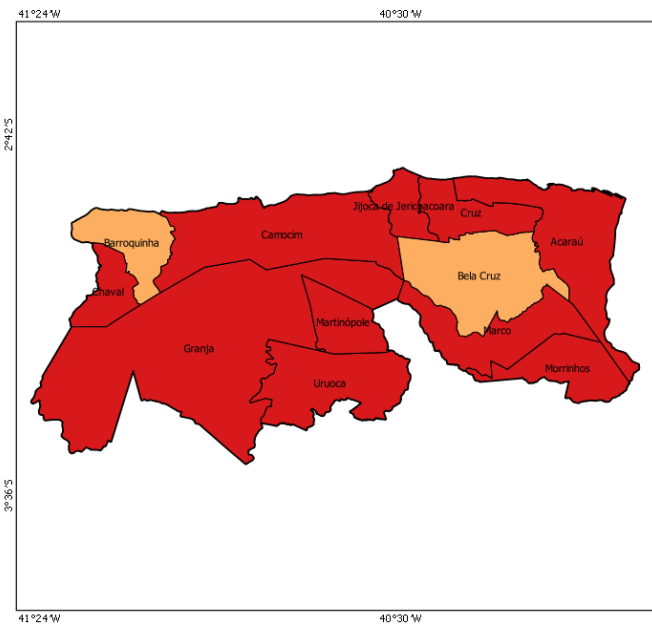 41°24'W 40°30'W
2°42'S
Jijoca de Jericoacoara
Cruz
Barroquinha
Camocim
Acaraú
Bela Cruz
Chaval
Martinópole
Marco
Granja
Morrinhos
Uruoca
3°36'S
41°24'W 40°30'W